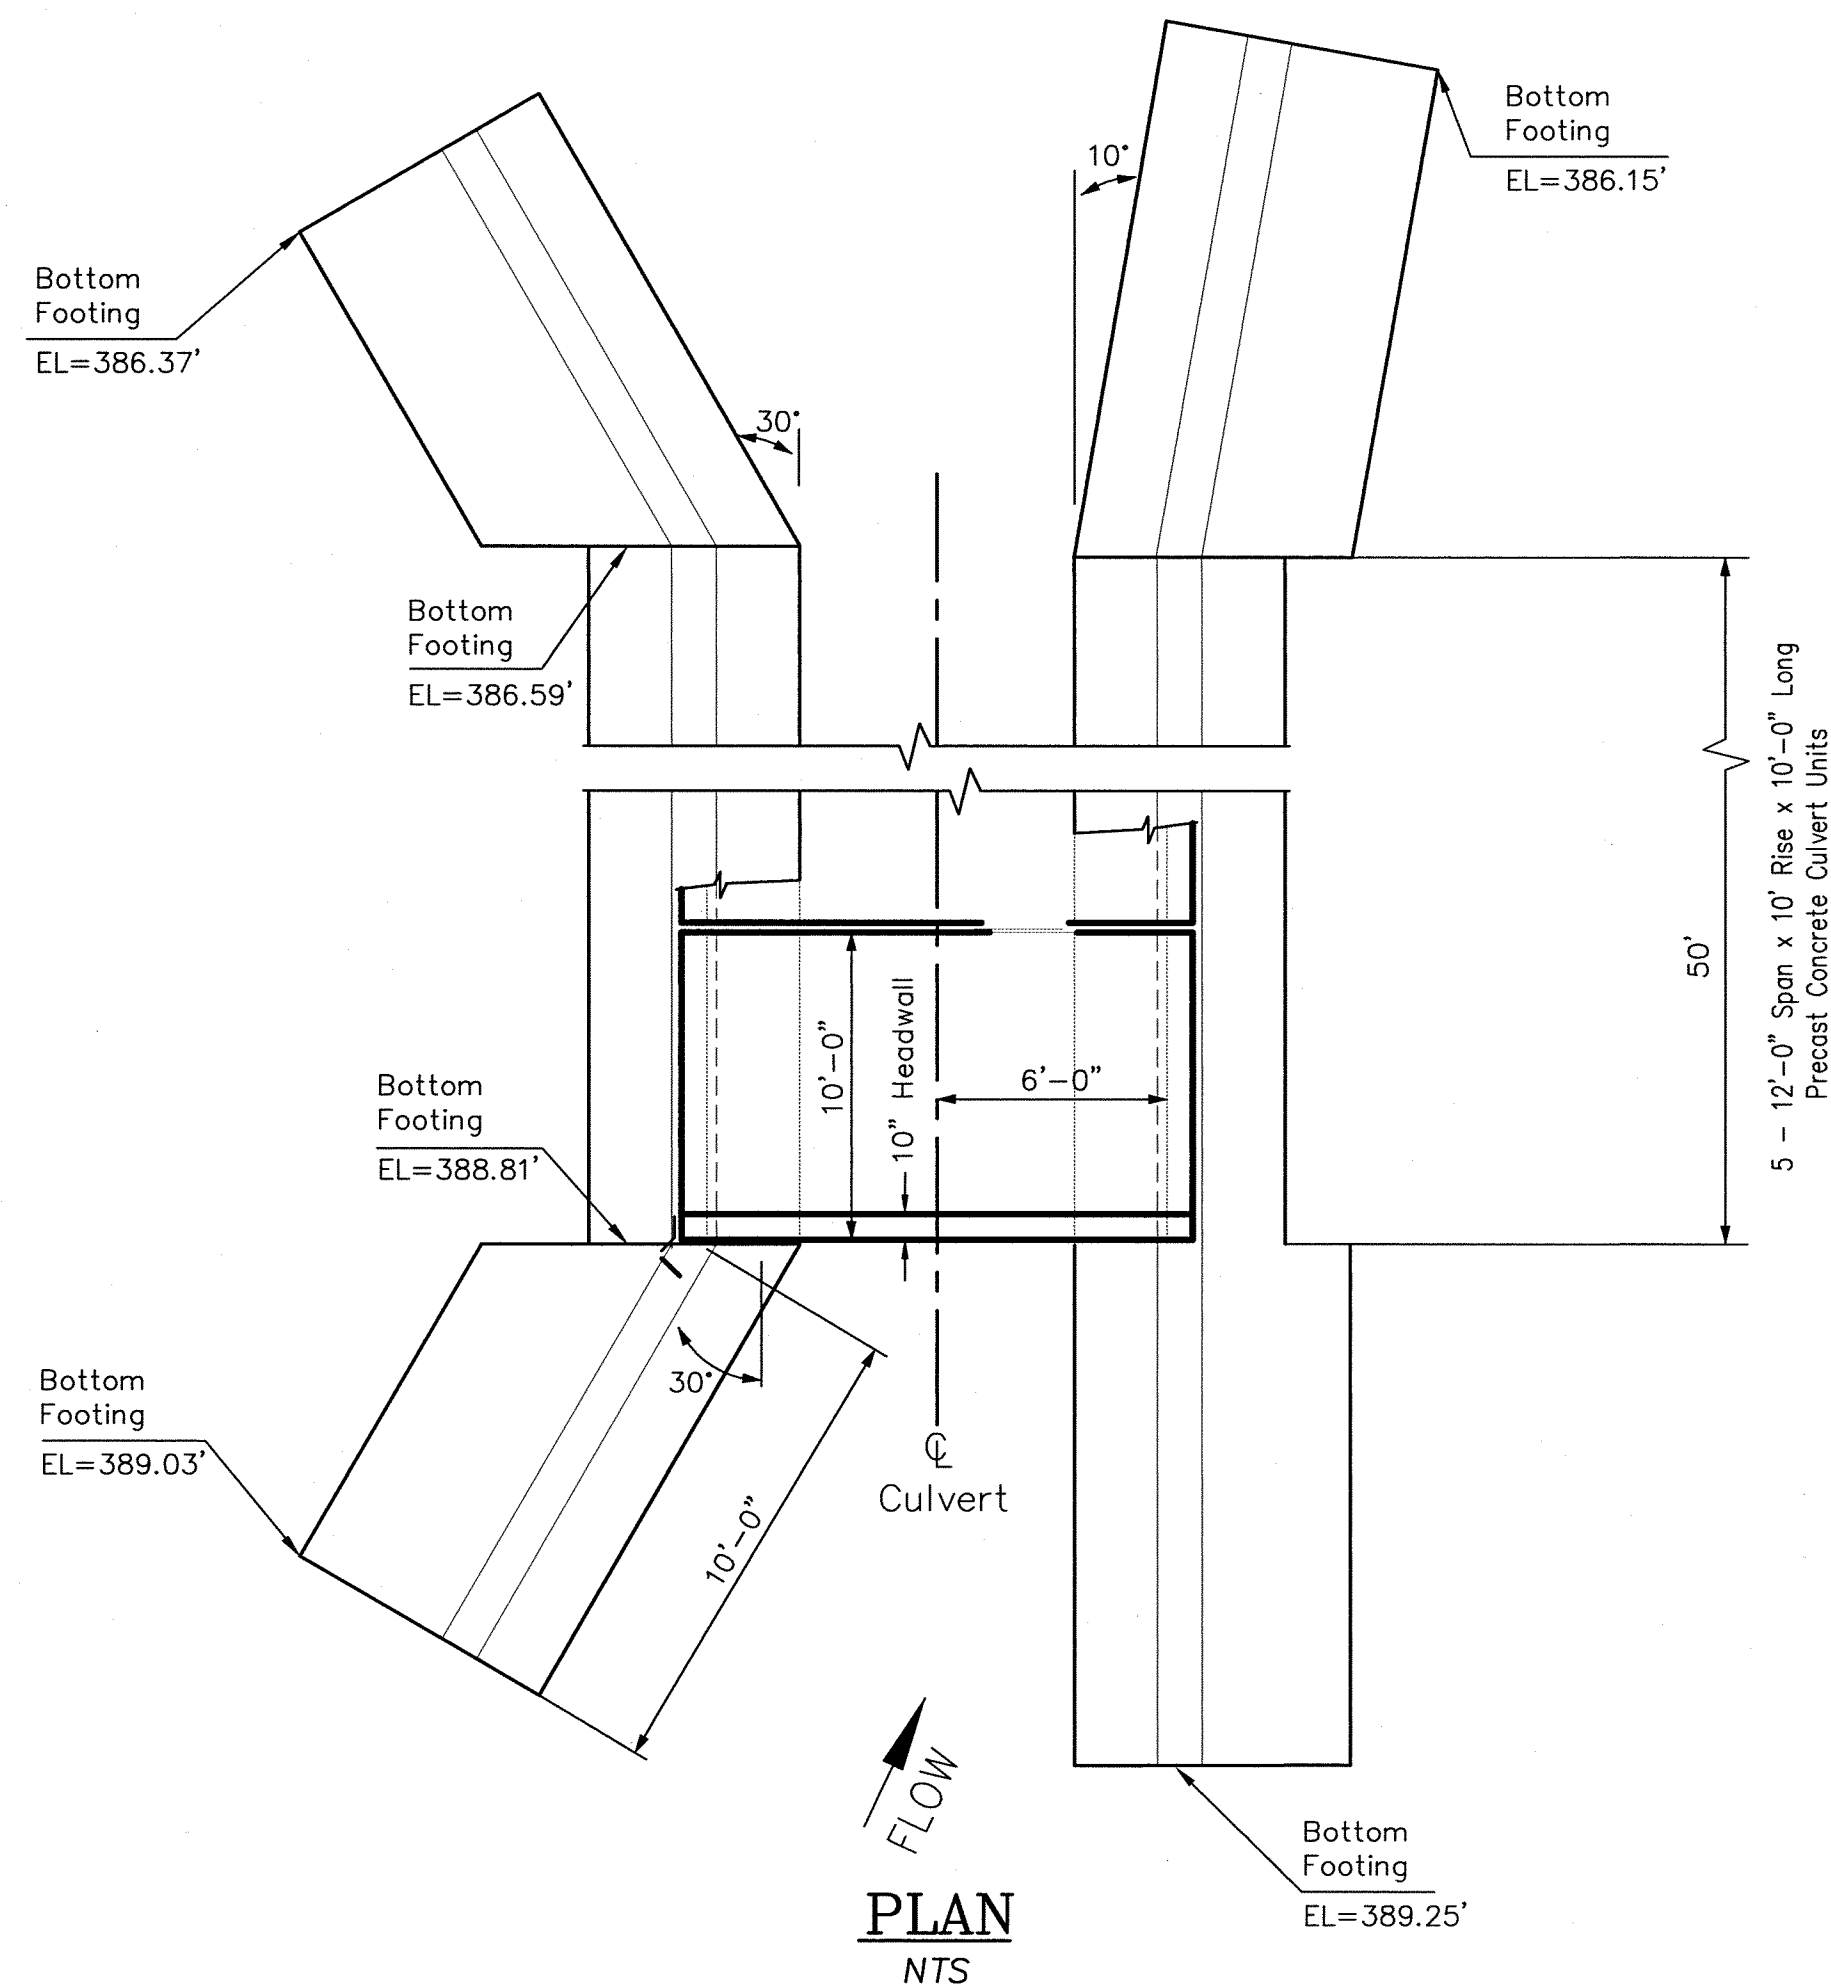 Bottom
Footing
EL=386.15'
10°
Bottom
Footing
EL=386.37'
30°
Bottom
Footing
EL=386.59'
5 - 12'-0" Span x 10' Rise x 10'-0" Long
Precast Concrete Culvert Units
50'
10'-0"
10" Headwall
6'-0"
Bottom
Footing
EL=388.81'
30°
Bottom
Footing
EL=389.03'
10'-0"
CL
Culvert
FLOW
Bottom
Footing
EL=389.25'
PLAN
NTS